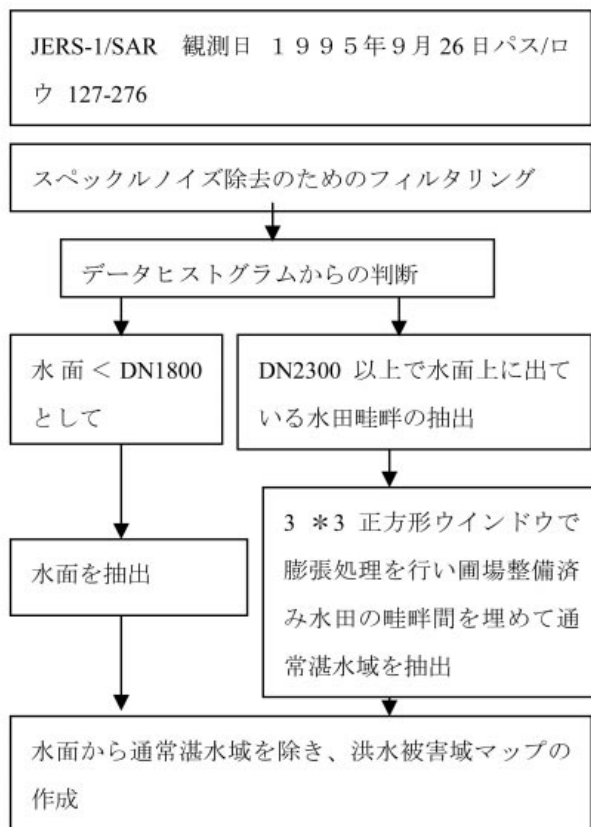 JERS-1/SAR 観測日 1995年9月26日パス/ロ
ウ 127-276
スペックルノイズ除去のためのフィルタリング
データヒストグラムからの判断
水面<DN1800
として
DN2300 以上で水面上に出て
いる水田畦畔の抽出
水面を抽出
3 *3 正方形ウインドウで
膨張処理を行い圃場整備済
み水田の畦畔間を埋めて通
常湛水域を抽出
水面から通常湛水域を除き、洪水被害域マップの
作成